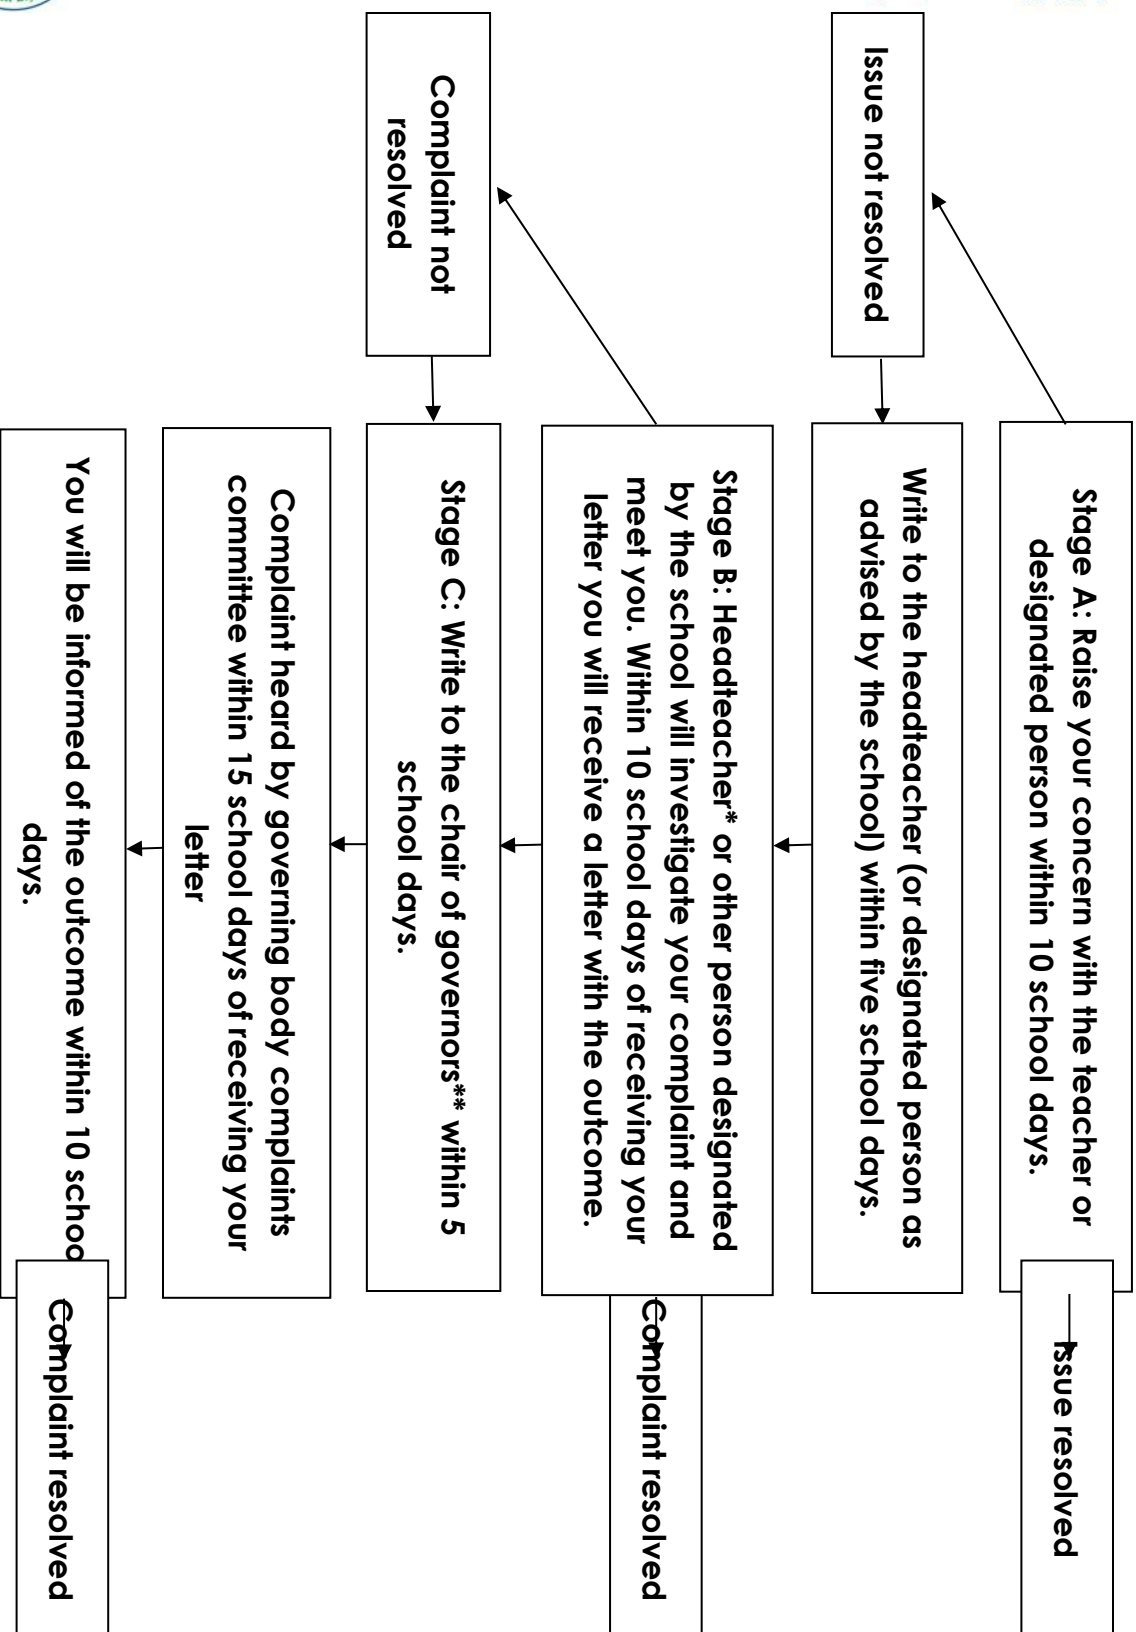 Stage A: Raise your concern with the teacher or
designated person within 10 school days.
Issue resolved
Issue not resolved
Write to the headteacher (or designated person as
advised by the school) within five school days.
Stage B: Headteacher* or other person designated
by the school will investigate your complaint and
meet you. Within 10 school days of receiving your
letter you will receive a letter with the outcome.
Complaint resolved
Complaint not
resolved
Stage C: Write to the chair of governors** within 5
school days.
Complaint heard by governing body complaints
committee within 15 school days of receiving your
letter
You will be informed of the outcome within 10 schoo
days.
Complaint resolved